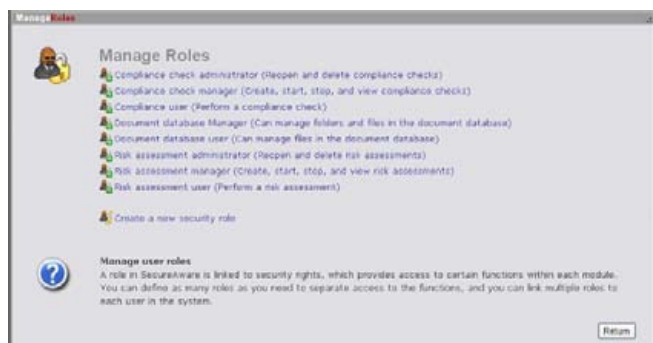 ManageRoles
Manage Roles
Compliance check administrator (Reopen and delete compliance checks)
Compliance check manager (Create, start, stop, and view compliance checks)
Compliance user (Perform a compliance check)
Document database Manager (Can manage folders and files in the document database)
Document database user (Can manage files in the document database)
Risk assessment administrator (Reopen and delete risk assessments)
Risk assessment manager (Create, start, stop, and view risk assessments)
Risk assessment user (Perform a risk assessment)
Create a new security role
Manage user roles
A role in SecureAware is linked to security rights, which provides access to certain functions within each module.
You can define as many roles as you need to separate access to the functions, and you can link multiple roles to
each user in the system.
Return